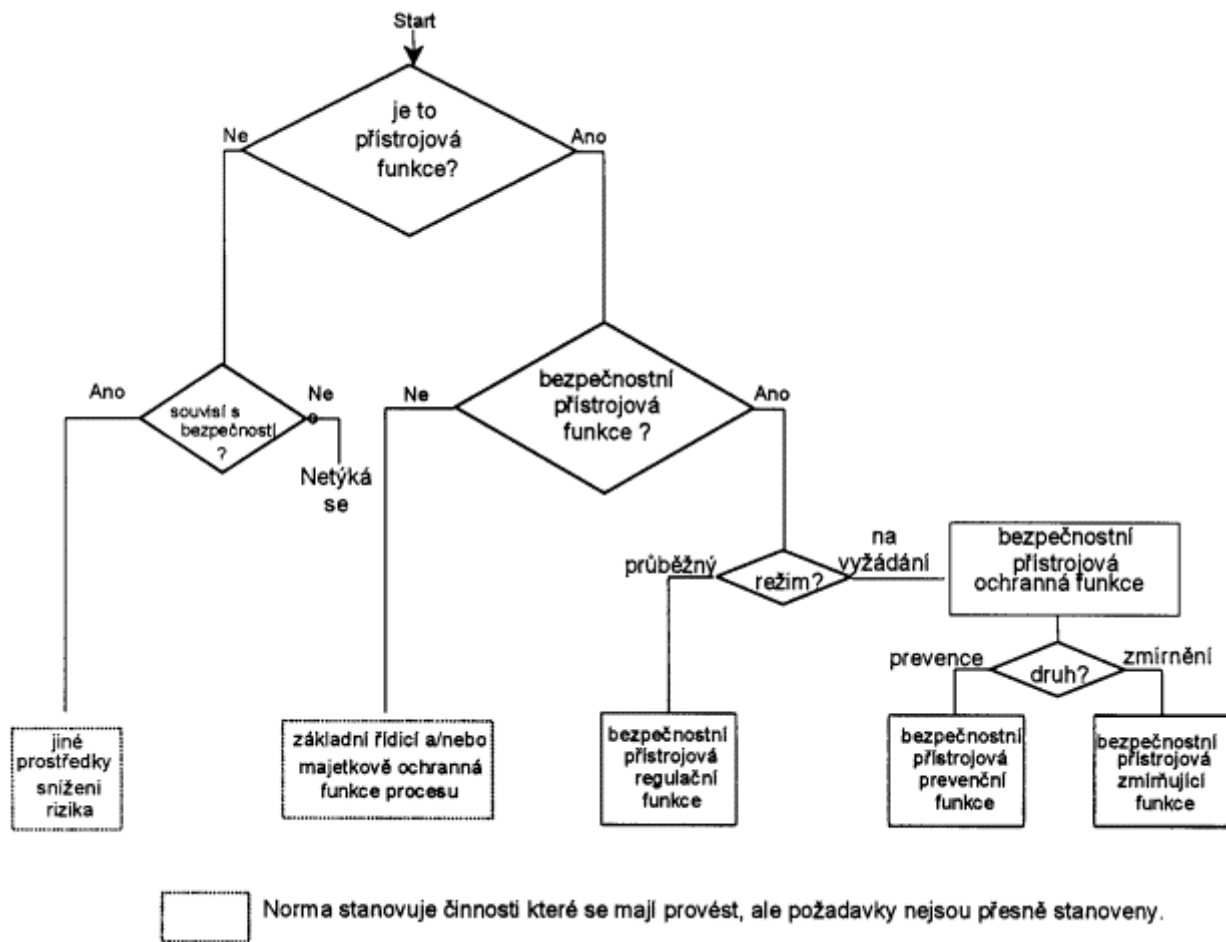 Start
je to
přístrojová
funkce?
Ne
Ano
souvisí s
bezpečností
?
Ano
Ne
Netýká
se
bezpečnostní
přístrojová
funkce ?
Ne
Ano
režim?
průběžný
na
vyžádání
bezpečnostní
přístrojová
ochranná funkce
druh?
prevence
zmírnění
jiné
prostředky
snížení
rizika
základní řídicí a/nebo
majetkově ochranná
funkce procesu
bezpečnostní
přístrojová
regulační
funkce
bezpečnostní
přístrojová
prevenční
funkce
bezpečnostní
přístrojová
zmírňující
funkce
Norma stanovuje činnosti které se mají provést, ale požadavky nejsou přesně stanoveny.